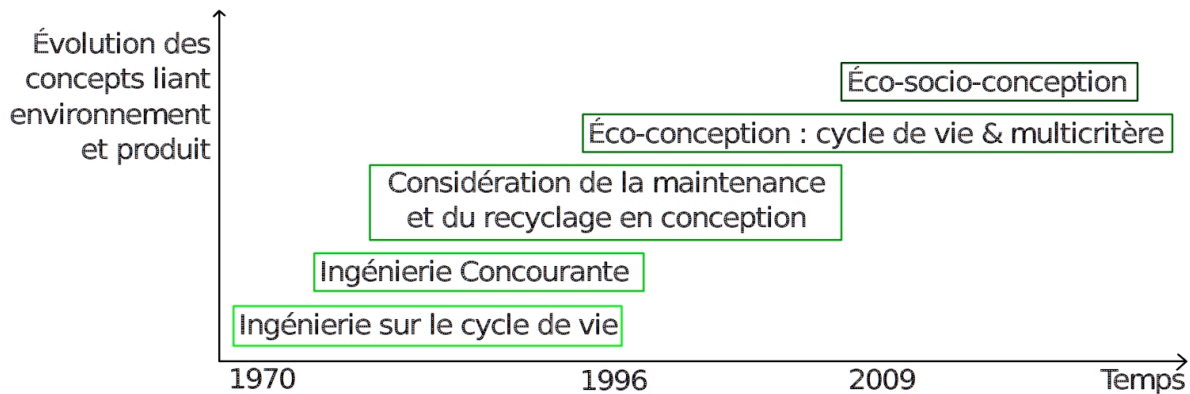 Évolution des
concepts liant
environnement
et produit
Éco-socio-conception
Éco-conception : cycle de vie & multicritère
Considération de la maintenance
et du recyclage en conception
Ingénierie Concourante
Ingénierie sur le cycle de vie
1970
1996
2009
Temps